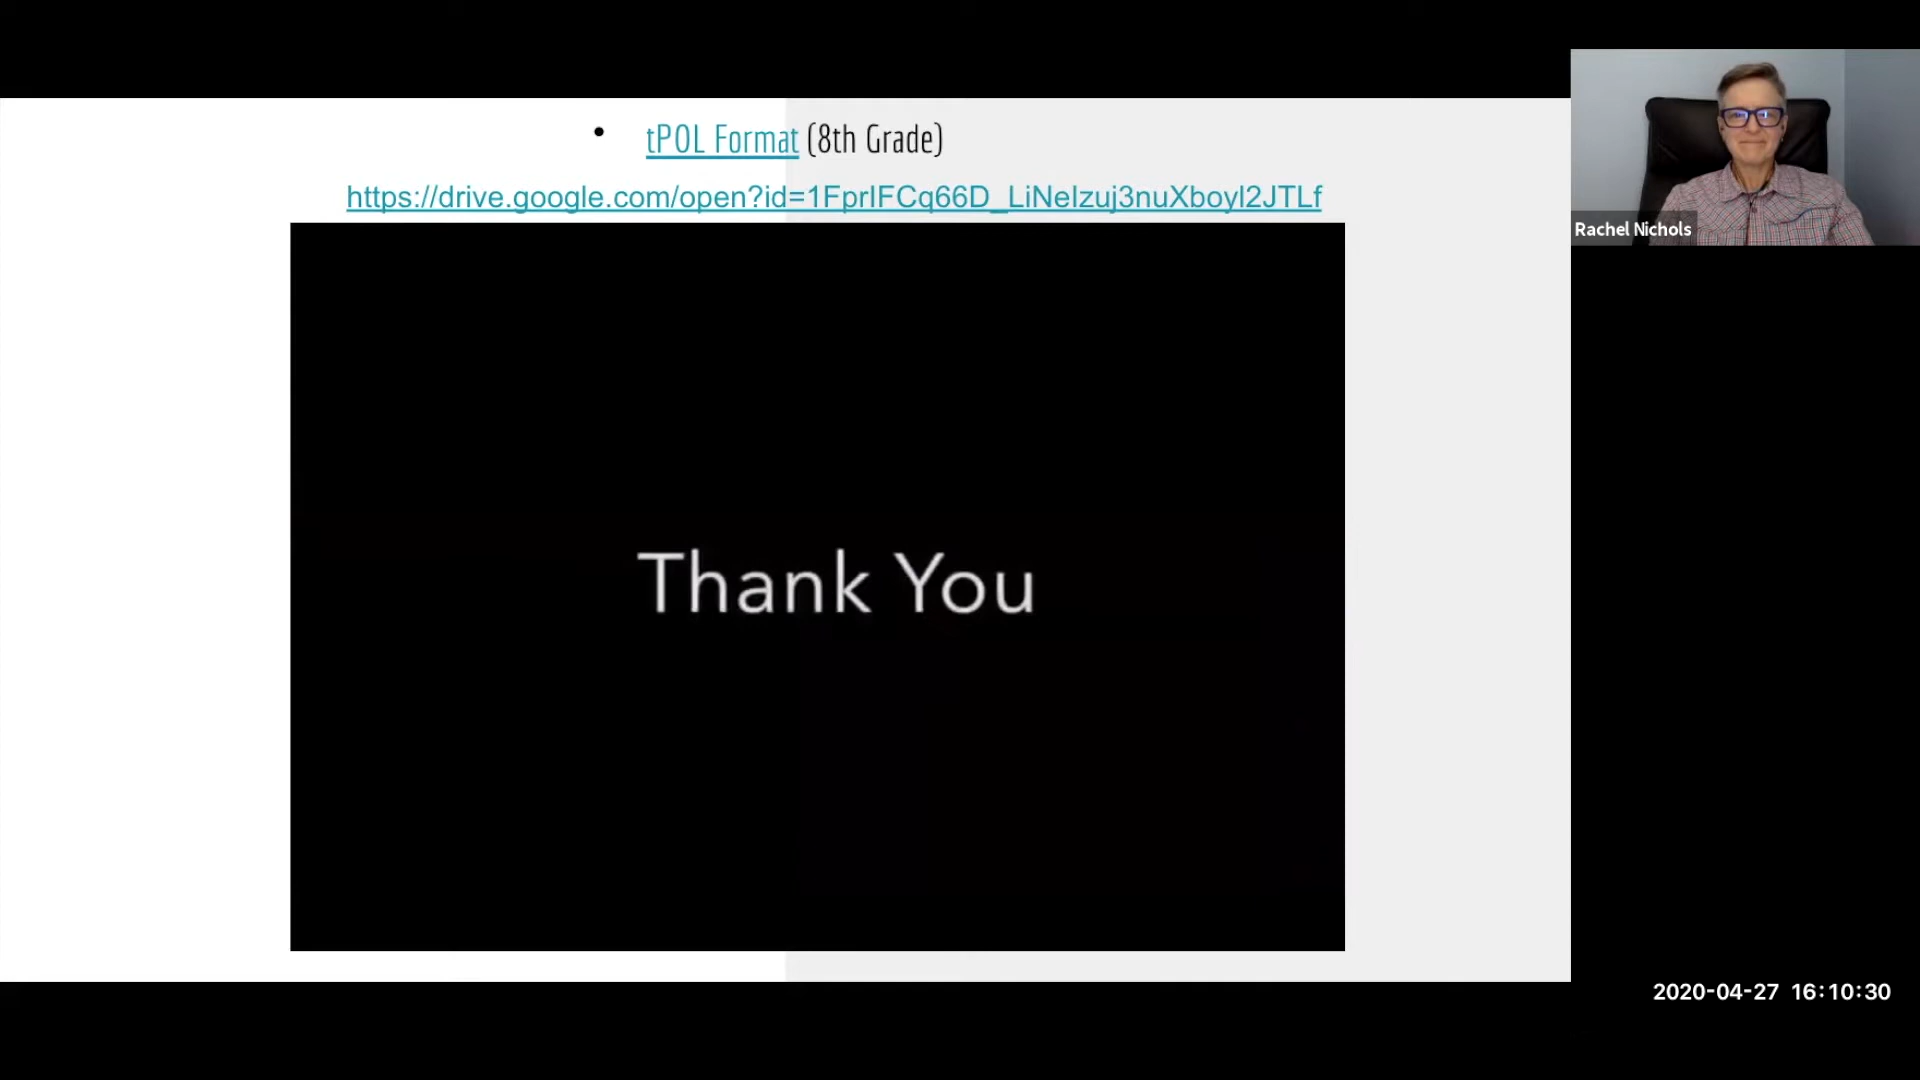 • tPOL Format (8th Grade)
https://drive.google.com/open?id=1FprIFCq66D_LiNeIzuj3nuXboyl2JTLf
Thank You
Rachel Nichols
2020-04-27 16:10:30